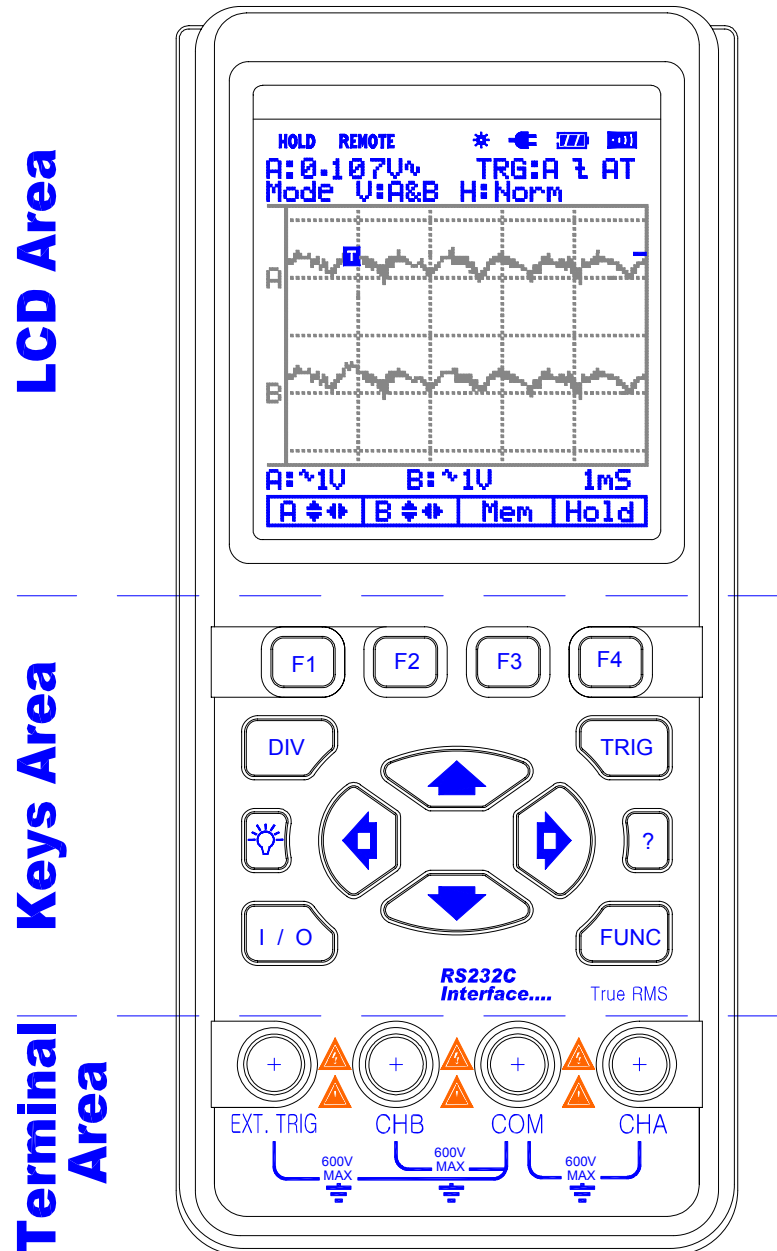 LCD Area
HOLD REMOTE
A:0.107V~ TRG:A AT
Mode V:A&B H:Norm
T
A
B
A:~1V B:~1V 1mS
A B Mem Hold
Keys Area
F1 F2 F3 F4
DIV TRIG
?
I / O FUNC
RS232C
Interface.... True RMS
Terminal
Area
EXT. TRIG CHB COM CHA
600V
MAX
600V
MAX
600V
MAX